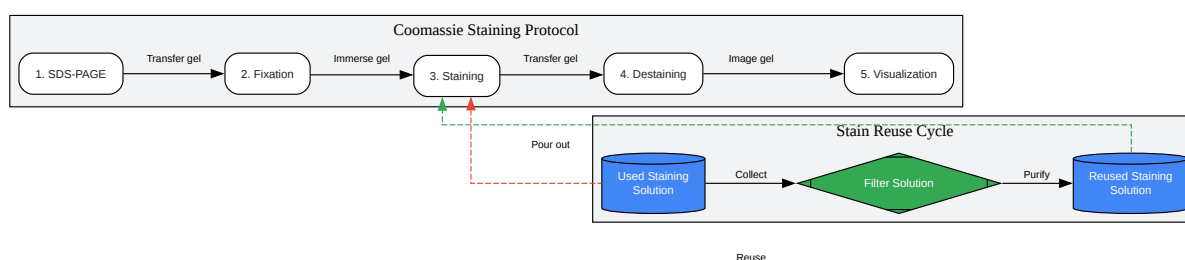 Coomassie Staining Protocol
Transfer gel
Immerse gel
Transfer gel
Image gel
1. SDS-PAGE
2. Fixation
3. Staining
4. Destaining
5. Visualization
Stain Reuse Cycle
Pour out
Used Staining
Solution
Collect
Filter Solution
Purify
Reused Staining
Solution
Reuse